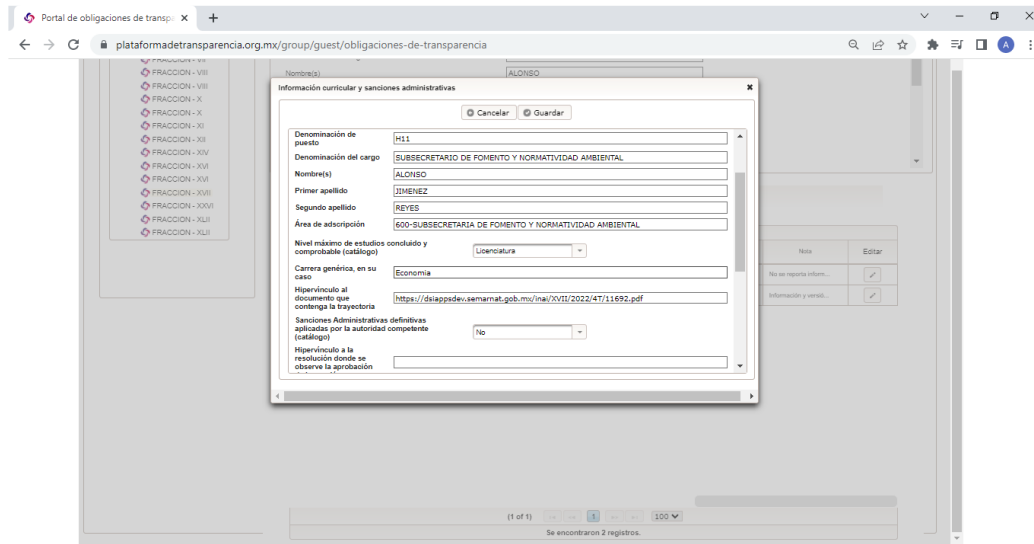 Portal de obligaciones de transpa
plataformadetransparencia.org.mx/group/guest/obligaciones-de-transparencia
A
FRACCION - VIII
FRACCION - VIII
FRACCION - X
FRACCION - X
FRACCION - XI
FRACCION - XII
FRACCION - XIV
FRACCION - XVI
FRACCION - XVI
FRACCION - XVII
FRACCION - XXVI
FRACCION - XLII
FRACCION - XLII
Nombre(s) ALONSO
Información curricular y sanciones administrativas
Cancelar Guardar
Denominación de
puesto H11
Denominación del cargo SUBSECRETARIO DE FOMENTO Y NORMATIVIDAD AMBIENTAL
Nombre(s) ALONSO
Primer apellido JIMENEZ
Segundo apellido REYES
Área de adscripción 600-SUBSECRETARIA DE FOMENTO Y NORMATIVIDAD AMBIENTAL
Nivel máximo de estudios concluido y
comprobable (catálogo) Licenciatura
Carrera genérica, en su
caso Economia
Hipervínculo al
documento que
contenga la trayectoria https://dsiappsdev.semarnat.gob.mx/inai/XVII/2022/4T/11692.pdf
Sanciones Administrativas definitivas
aplicadas por la autoridad competente
(catálogo) No
Hipervínculo a la
resolución donde se
observe la aprobación
Nota Editar
No se reporta inform...
Información y versió...
(1 of 1) 1 100
Se encontraron 2 registros.